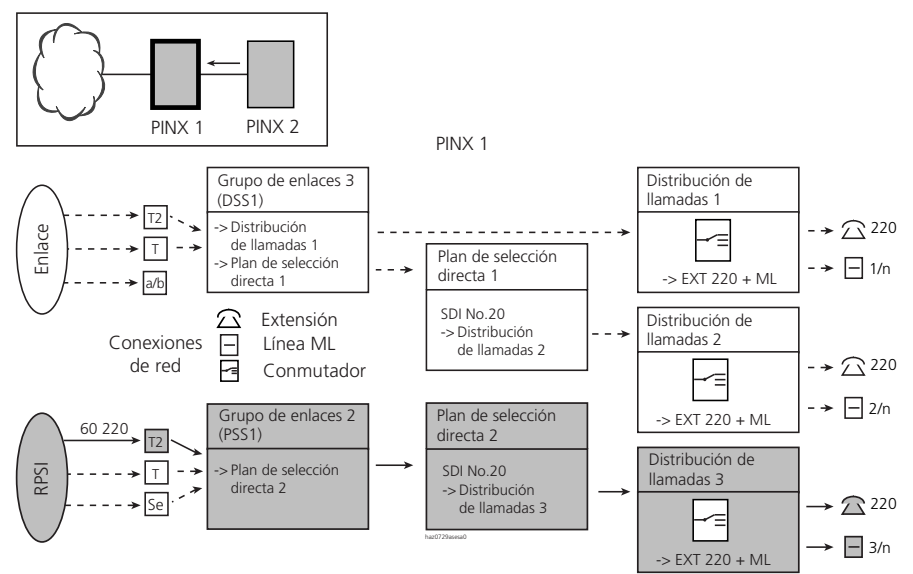 PINX 1 PINX 2
PINX 1
Enlace
T2
T
a/b
Grupo de enlaces 3
(DSS1)
-> Distribución
de llamadas 1
-> Plan de selección
directa 1
Plan de selección
directa 1
SDI No.20
-> Distribución
de llamadas 2
Distribución de
llamadas 1
-> EXT 220 + ML
220
1/n
Distribución de
llamadas 2
-> EXT 220 + ML
220
2/n
Conexiones
de red
Extensión
Línea ML
Conmutador
RPSI
60 220
T2
T
Se
Grupo de enlaces 2
(PSS1)
-> Plan de selección
directa 2
Plan de selección
directa 2
SDI No.20
-> Distribución
de llamadas 3
haz0729asesa0
Distribución de
llamadas 3
-> EXT 220 + ML
220
3/n